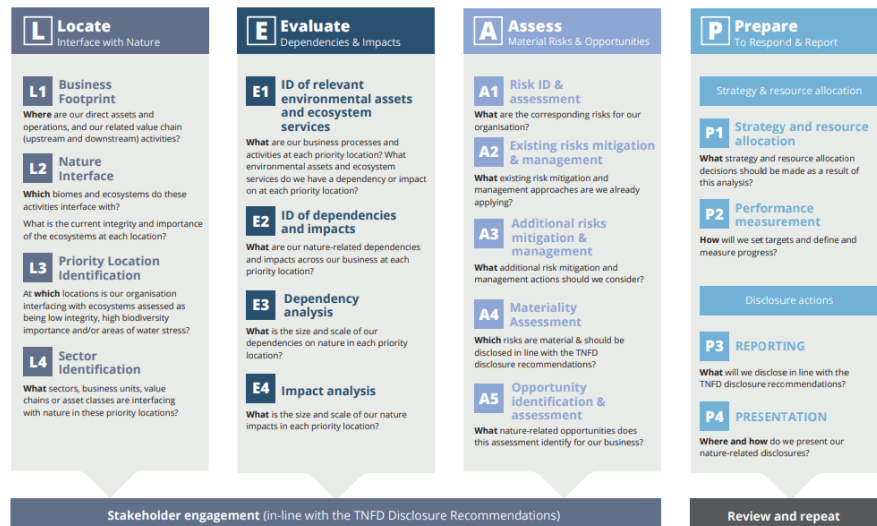 L Locate
Interface with Nature
L1 Business
Footprint
Where are our direct assets and
operations, and our related value chain
(upstream and downstream) activities?
L2 Nature
Interface
Which biomes and ecosystems do these
activities interface with?
What is the current integrity and importance
of the ecosystems at each location?
L3 Priority Location
Identification
At which locations is our organisation
interfacing with ecosystems assessed as
being low integrity, high biodiversity
importance and/or areas of water stress?
L4 Sector
Identification
What sectors, business units, value
chains or asset classes are interfacing
with nature in these priority locations?
E Evaluate
Dependencies & Impacts
E1 ID of relevant
environmental assets
and ecosystem
services
What are our business processes and
activities at each priority location? What
environmental assets and ecosystem
services do we have a dependency or impact
on at each priority location?
E2 ID of dependencies
and impacts
What are our nature-related dependencies
and impacts across our business at each
priority location?
E3 Dependency
analysis
What is the size and scale of our
dependencies on nature in each priority
location?
E4 Impact analysis
What is the size and scale of our nature
impacts in each priority location?
A Assess
Material Risks & Opportunities
A1 Risk ID &
assessment
What are the corresponding risks for our
organisation?
A2 Existing risks mitigation
& management
What existing risk mitigation and
management approaches are we already
applying?
A3 Additional risks
mitigation &
management
What additional risk mitigation and
management actions should we consider?
A4 Materiality
Assessment
Which risks are material & should be
disclosed in line with the TNFD
disclosure recommendations?
A5 Opportunity
identification &
assessment
What nature-related opportunities does
this assessment identify for our business?
P Prepare
To Respond & Report
Strategy & resource allocation
P1 Strategy and resource
allocation
What strategy and resource allocation
decisions should be made as a result of
this analysis?
P2 Performance
measurement
How will we set targets and define and
measure progress?
Disclosure actions
P3 REPORTING
What will we disclose in line with the
TNFD disclosure recommendations?
P4 PRESENTATION
Where and how do we present our
nature-related disclosures?
Stakeholder engagement (in-line with the TNFD Disclosure Recommendations)
Review and repeat